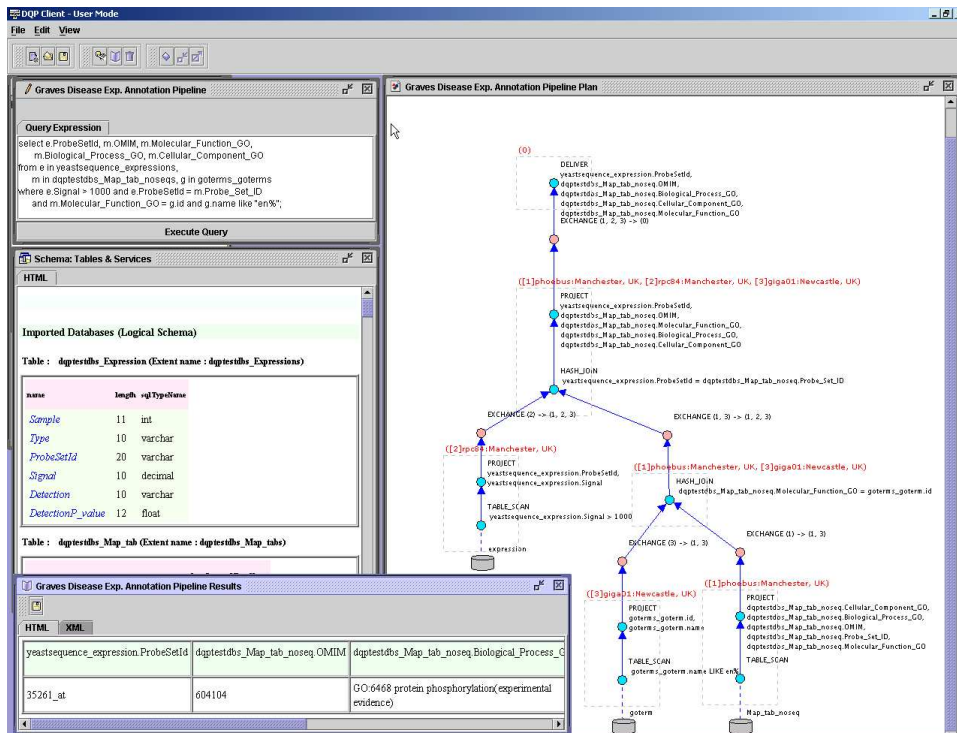 DQP Client - User Mode
File Edit View
Graves Disease Exp. Annotation Pipeline
Query Expression
select e.ProbeSetId, m.OMIM, m.Molecular_Function_GO,
m.Biological_Process_GO, m.Cellular_Component_GO
from e in yeastsequence_expressions,
m in dqptestdbs_Map_tab_noseqs, g in goterms_goterms
where e.Signal > 1000 and e.ProbeSetId = m.Probe_Set_ID
and m.Molecular_Function_GO = g.id and g.name like "en%";
Execute Query
Schema: Tables & Services
HTML
Imported Databases (Logical Schema)
Table : dqptestdbs_Expression (Extent name : dqptestdbs_Expressions)
name length sqlTypeName
Sample 11 int
Type 10 varchar
ProbeSetId 20 varchar
Signal 10 decimal
Detection 10 varchar
DetectionP_value 12 float
Table : dqptestdbs_Map_tab (Extent name : dqptestdbs_Map_tabs)
Graves Disease Exp. Annotation Pipeline Results
HTML XML
yeastsequence_expression.ProbeSetId dqptestdbs_Map_tab_noseq.OMIM dqptestdbs_Map_tab_noseq.Biological_Process_G
35261_at 604104 GO:6468 protein phosphorylation(experimental
evidence)
Graves Disease Exp. Annotation Pipeline Plan
(0)
DELIVER
yeastsequence_expression.ProbeSetId,
dqptestdbs_Map_tab_noseq.OMIM,
dqptestdbs_Map_tab_noseq.Biological_Process_GO,
dqptestdbs_Map_tab_noseq.Cellular_Component_GO,
dqptestdbs_Map_tab_noseq.Molecular_Function_GO
EXCHANGE (1, 2, 3) -> (0)
([1]phoebus:Manchester, UK, [2]rpc84:Manchester, UK, [3]giga01:Newcastle, UK)
PROJECT
yeastsequence_expression.ProbeSetId,
dqptestdbs_Map_tab_noseq.OMIM,
dqptestdbs_Map_tab_noseq.Molecular_Function_GO,
dqptestdbs_Map_tab_noseq.Biological_Process_GO,
dqptestdbs_Map_tab_noseq.Cellular_Component_GO
HASH_JOiN
yeastsequence_expression.ProbeSetId = dqptestdbs_Map_tab_noseq.Probe_Set_ID
EXCHANGE (2) -> (1, 2, 3)
EXCHANGE (1, 3) -> (1, 2, 3)
([2]rpc84:Manchester, UK)
PROJECT
yeastsequence_expression.ProbeSetId,
yeastsequence_expression.Signal
TABLE_SCAN
yeastsequence_expression.Signal > 1000
expression
([1]phoebus:Manchester, UK, [3]giga01:Newcastle, UK)
HASH_JOiN
dqptestdbs_Map_tab_noseq.Molecular_Function_GO = goterms_goterm.id
EXCHANGE (3) -> (1, 3)
EXCHANGE (1) -> (1, 3)
([3]giga01:Newcastle, UK)
PROJECT
goterms_goterm.id,
goterms_goterm.name
TABLE_SCAN
goterms_goterm.name LIKE en%
goterm
([1]phoebus:Manchester, UK)
PROJECT
dqptestdbs_Map_tab_noseq.Cellular_Component_GO,
dqptestdbs_Map_tab_noseq.Biological_Process_GO,
dqptestdbs_Map_tab_noseq.OMIM,
dqptestdbs_Map_tab_noseq.Probe_Set_ID,
dqptestdbs_Map_tab_noseq.Molecular_Function_GO
TABLE_SCAN
Map_tab_noseq